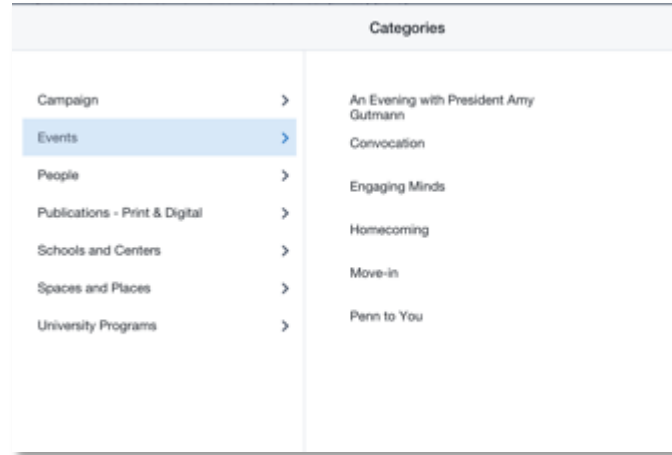 Categories
Campaign
Events
People
Publications - Print & Digital
Schools and Centers
Spaces and Places
University Programs
An Evening with President Amy
Gutmann
Convocation
Engaging Minds
Homecoming
Move-in
Penn to You